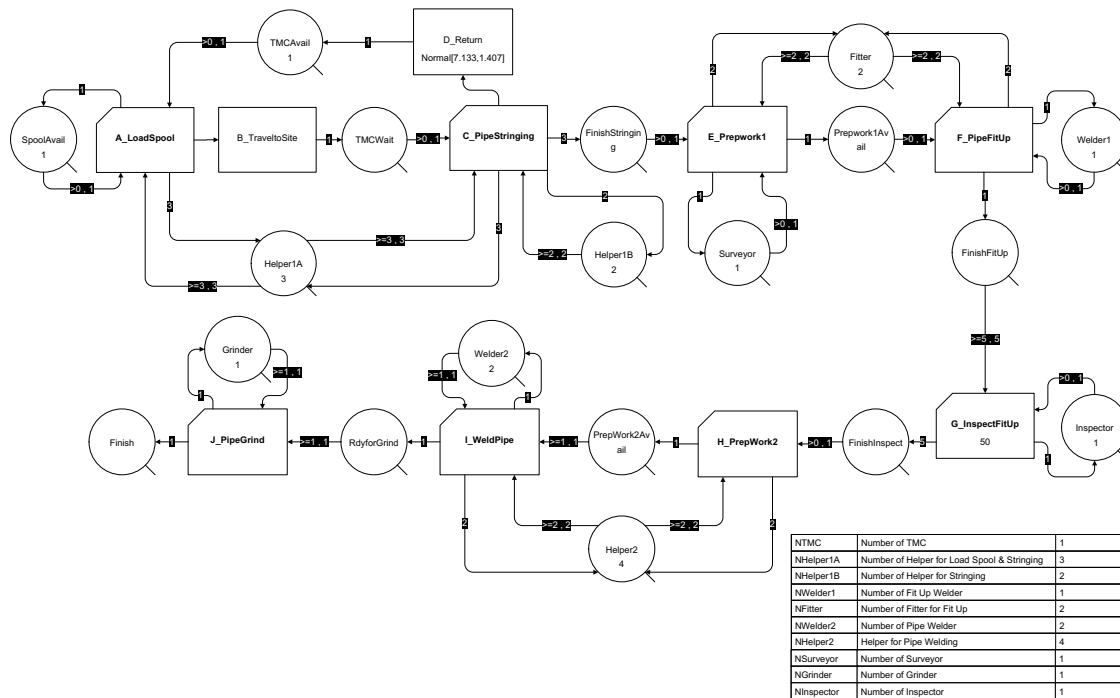 D_Return
Normal[7.133,1.407]
1
TMCAvail
1
>0 , 1
2
Fitter
2
>=2 , 2
>=2 , 2
2
1
SpoolAvail
1
>0 , 1
A_LoadSpool
B_TraveltoSite
1
TMCWait
>0 , 1
C_PipeStringing
3
FinishStringin
g
>0 , 1
E_Prepwork1
1
Prepwork1Av
ail
>0 , 1
F_PipeFitUp
1
Welder1
1
>0 , 1
3
Helper1A
3
>=3 , 3
>=3 , 3
3
2
>=2 , 2
Helper1B
2
1
Surveyor
1
>0 , 1
1
FinishFitUp
>=5 , 5
Grinder
1
>=1 , 1
1
Welder2
2
>=1 , 1
1
Finish
1
J_PipeGrind
>=1 , 1
RdyforGrind
1
I_WeldPipe
>=1 , 1
PrepWork2Av
ail
1
H_PrepWork2
>0 , 1
FinishInspect
5
G_InspectFitUp
50
>0 , 1
Inspector
1
1
2
>=2 , 2
>=2 , 2
2
Helper2
4
NTMC Number of TMC 1
NHelper1A Number of Helper for Load Spool & Stringing 3
NHelper1B Number of Helper for Stringing 2
NWelder1 Number of Fit Up Welder 1
NFitter Number of Fitter for Fit Up 2
NWelder2 Number of Pipe Welder 2
NHelper2 Helper for Pipe Welding 4
NSurveyor Number of Surveyor 1
NGrinder Number of Grinder 1
NInspector Number of Inspector 1